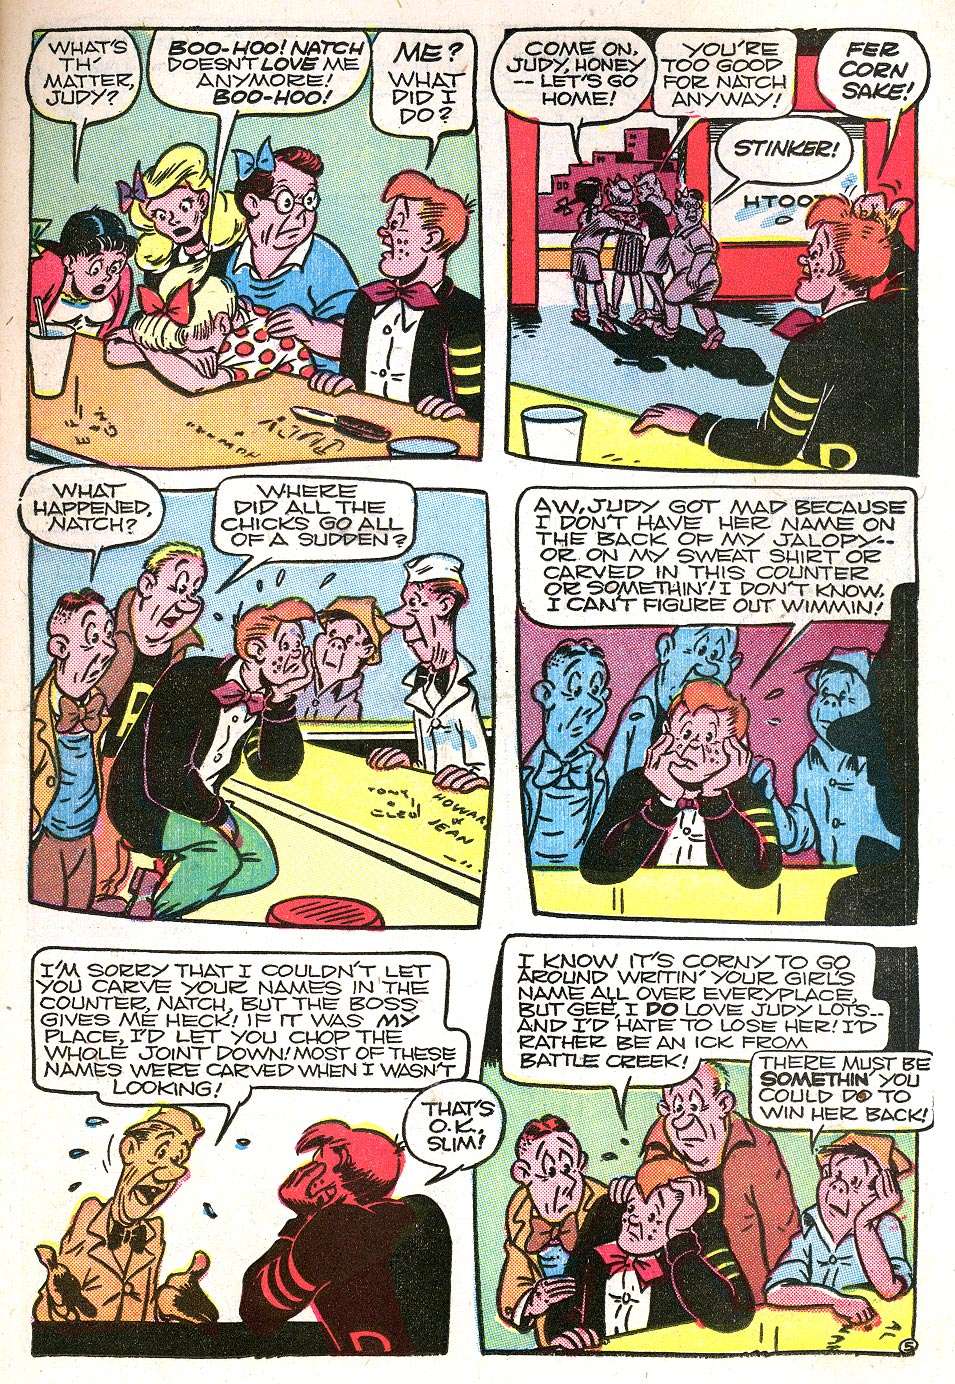 WHAT'S
TH'
MATTER,
JUDY?
BOO-HOO! NATCH
DOESN'T LOVE ME
ANYMORE!
BOO-HOO!
ME?
WHAT
DID I
DO?
COME ON,
JUDY, HONEY
-- LET'S GO
HOME!
YOU'RE
TOO GOOD
FOR NATCH
ANYWAY!
FER
CORN
SAKE!
STINKER!
HTOOT
D
WHAT
HAPPENED,
NATCH?
WHERE
DID ALL THE
CHICKS GO ALL
OF A SUDDEN?
TONY
CLEO
HOWAR
JEAN
AW, JUDY GOT MAD BECAUSE
I DON'T HAVE HER NAME ON
THE BACK OF MY JALOPY--
OR ON MY SWEAT SHIRT OR
CARVED IN THIS COUNTER
OR SOMETHIN'! I DON'T KNOW.
I CAN'T FIGURE OUT WIMMIN!
I'M SORRY THAT I COULDN'T LET
YOU CARVE YOUR NAMES IN THE
COUNTER, NATCH, BUT THE BOSS
GIVES ME HECK! IF IT WAS MY
PLACE, I'D LET YOU CHOP THE
WHOLE JOINT DOWN! MOST OF THESE
NAMES WERE CARVED WHEN I WASN'T
LOOKING!
THAT'S
O.K.,
SLIM!
I KNOW IT'S CORNY TO GO
AROUND WRITIN' YOUR GIRL'S
NAME ALL OVER EVERYPLACE,
BUT GEE, I DO LOVE JUDY LOTS--
AND I'D HATE TO LOSE HER! I'D
RATHER BE AN ICK FROM
BATTLE CREEK!
THERE MUST BE
SOMETHIN' YOU
COULD DO TO
WIN HER BACK!
5